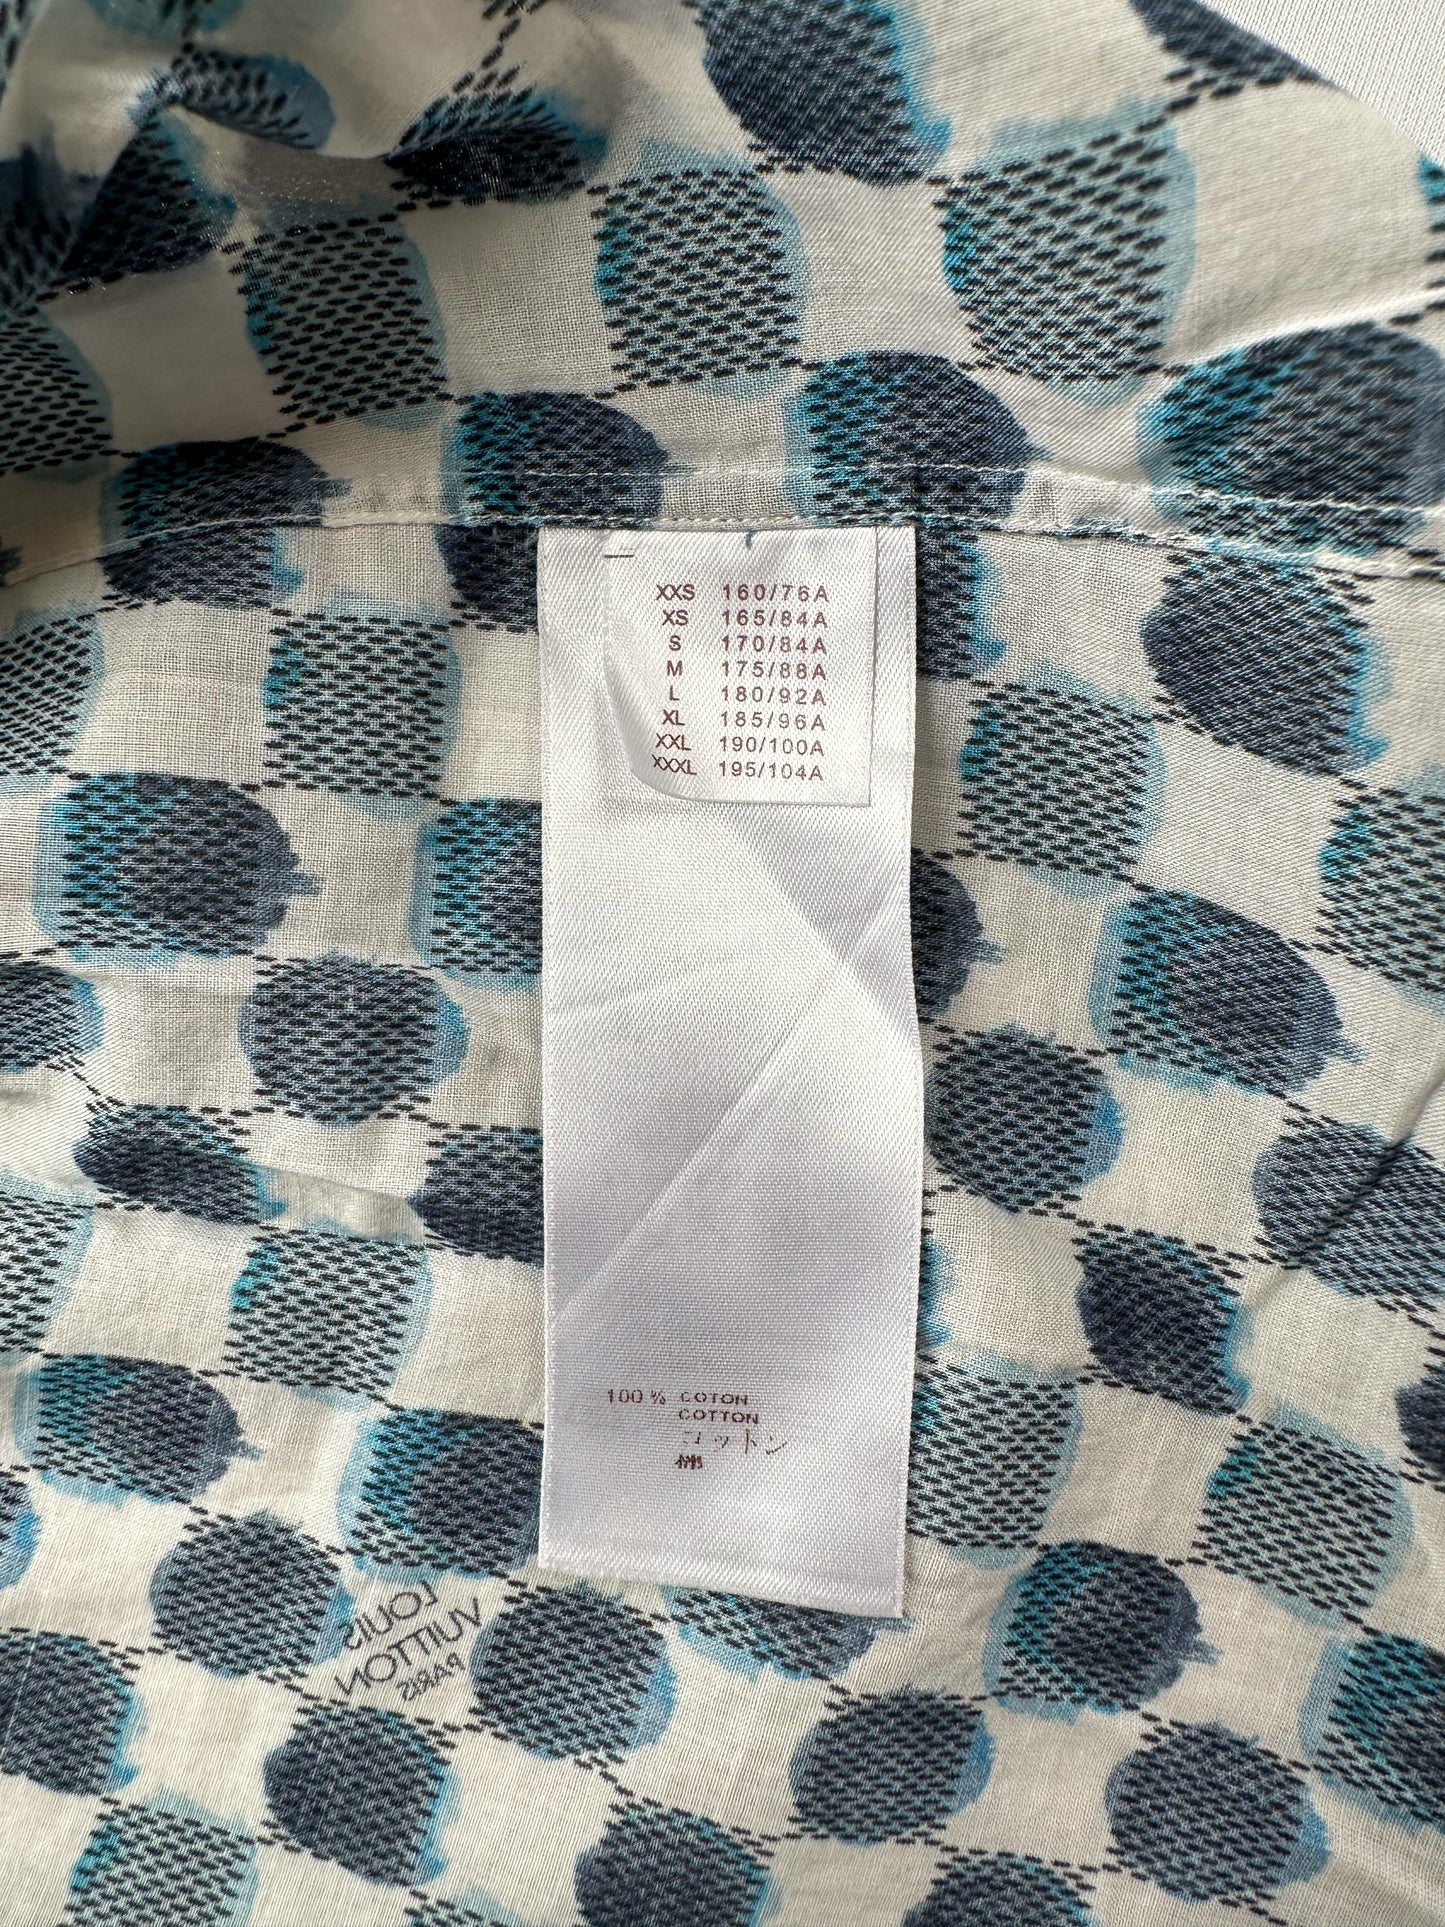 XXS 160/76A
XS 165/84A
S 170/84A
M 175/88A
L 180/92A
XL 185/96A
XXL 190/100A
XXXL 195/104A
100 % COTON
COTTON
コットン
棉
LOUIS
VUITTON
PARIS